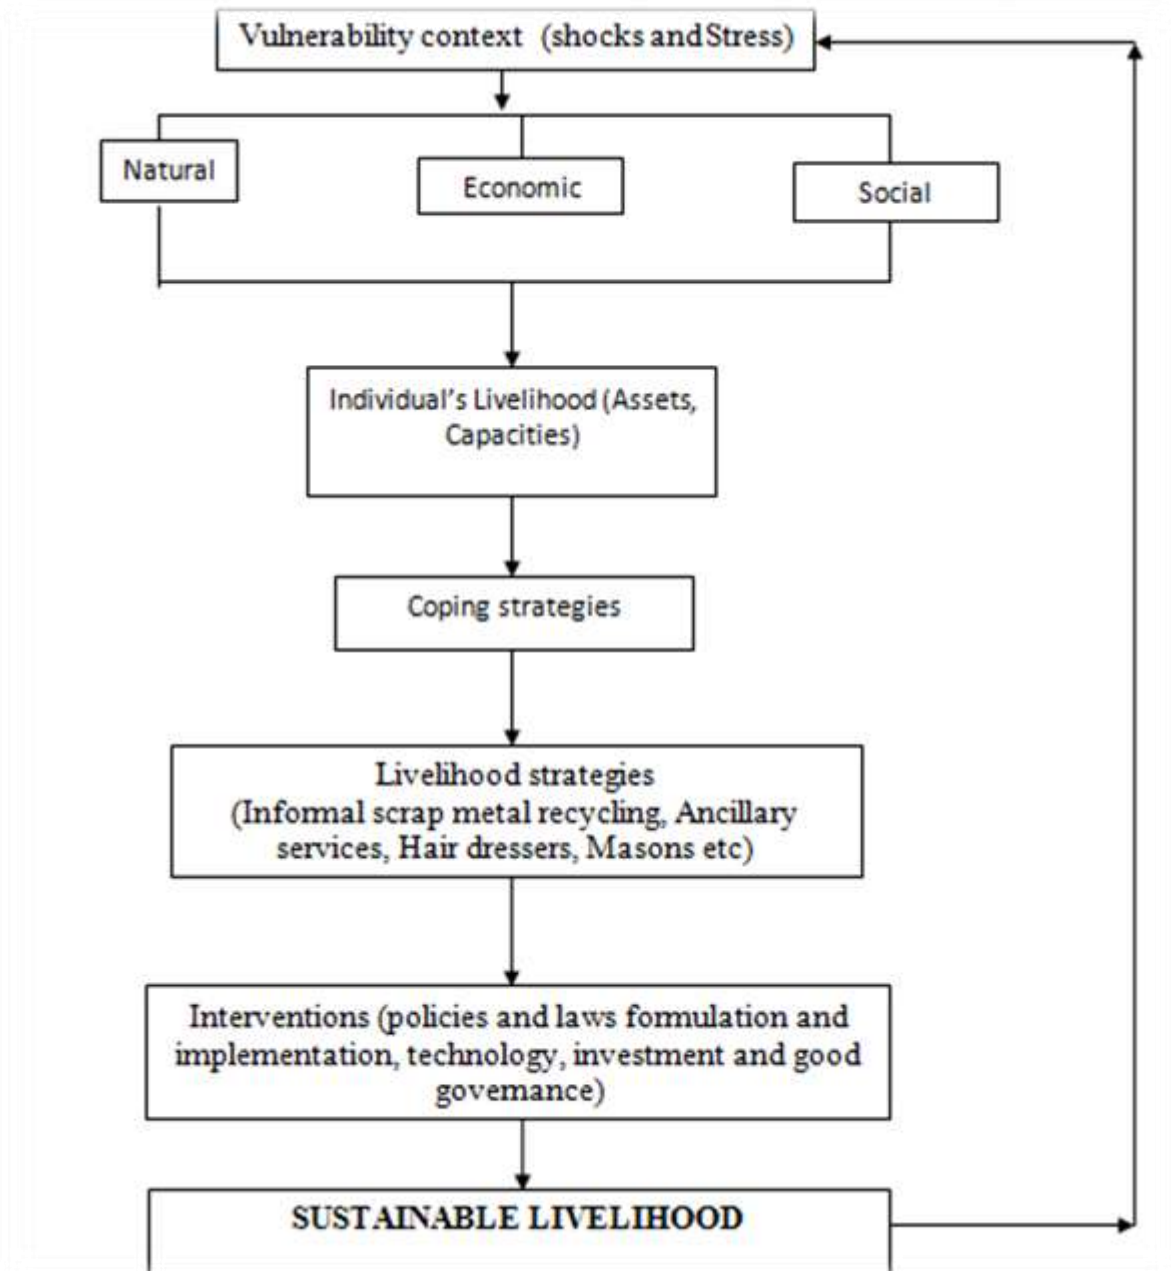 Vulnerability context (shocks and Stress)
Natural
Economic
Social
Individual’s Livelihood (Assets,
Capacities)
Coping strategies
Livelihood strategies
(Informal scrap metal recycling, Ancillary
services, Hair dressers, Masons etc)
Interventions (policies and laws formulation and
implementation, technology, investment and good
governance)
SUSTAINABLE LIVELIHOOD